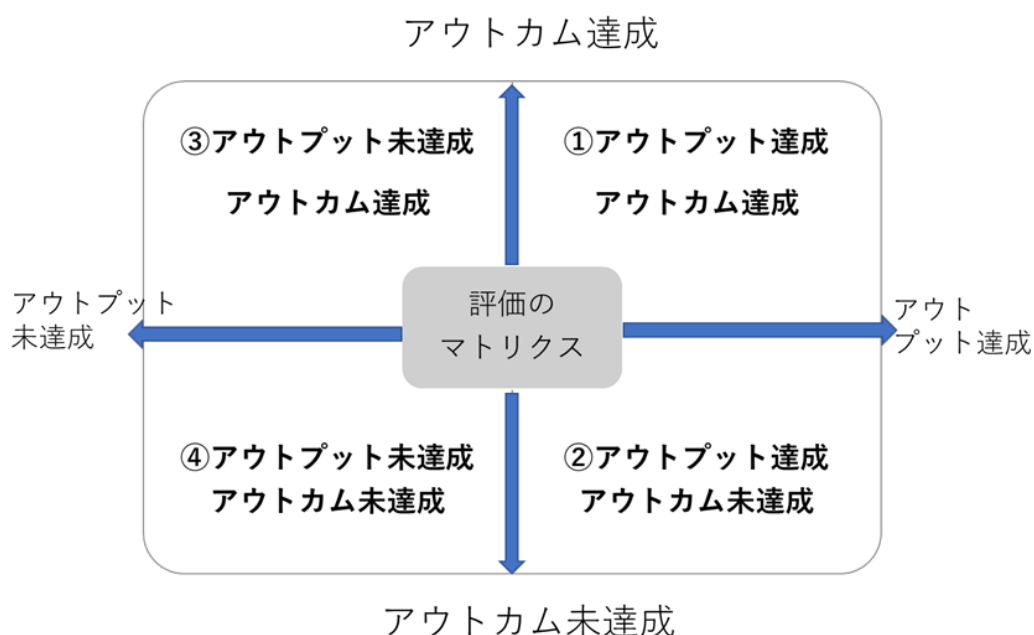 アウトカム達成
③アウトプット未達成
アウトカム達成
①アウトプット達成
アウトカム達成
アウトプット
未達成
評価の
マトリクス
アウト
プット達成
④アウトプット未達成
アウトカム未達成
②アウトプット達成
アウトカム未達成
アウトカム未達成